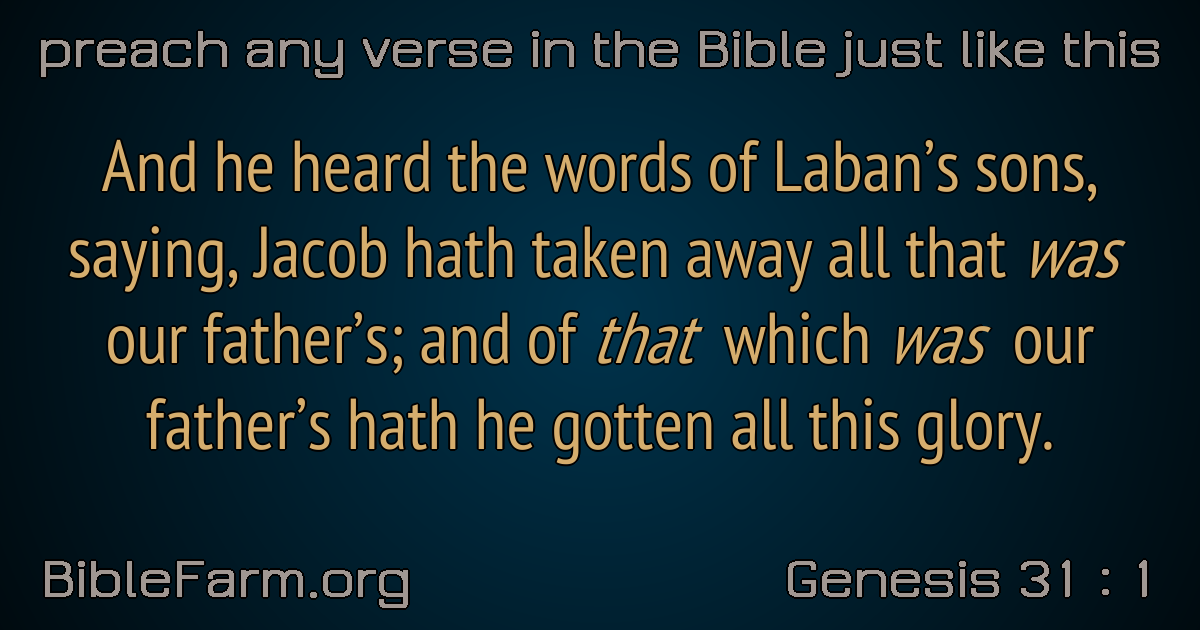 preach any verse in the Bible just like this
And he heard the words of Laban’s sons,
saying, Jacob hath taken away all that was
our father’s; and of that which was our
father’s hath he gotten all this glory.
BibleFarm.org
Genesis 31 : 1